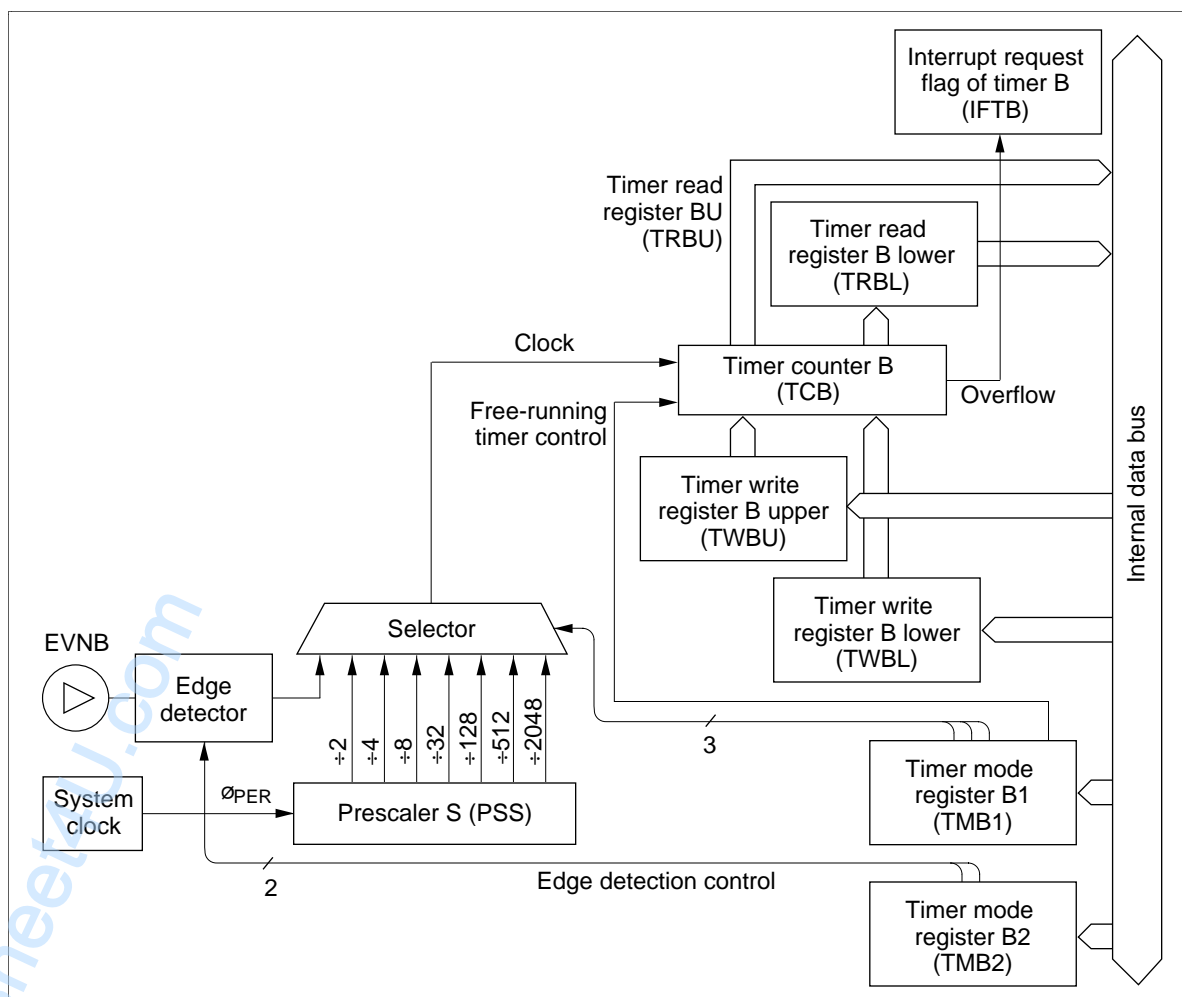 Interrupt request
flag of timer B
(IFTB)
Timer read
register BU
(TRBU)
Timer read
register B lower
(TRBL)
Clock
Timer counter B
(TCB)
Overflow
Free-running
timer control
Internal data bus
Timer write
register B upper
(TWBU)
Timer write
register B lower
(TWBL)
Selector
EVNB
Edge
detector
÷2
÷4
÷8
÷32
÷128
÷512
÷2048
3
Timer mode
register B1
(TMB1)
System
clock
øPER
Prescaler S (PSS)
2
Edge detection control
Timer mode
register B2
(TMB2)
neet4U.com